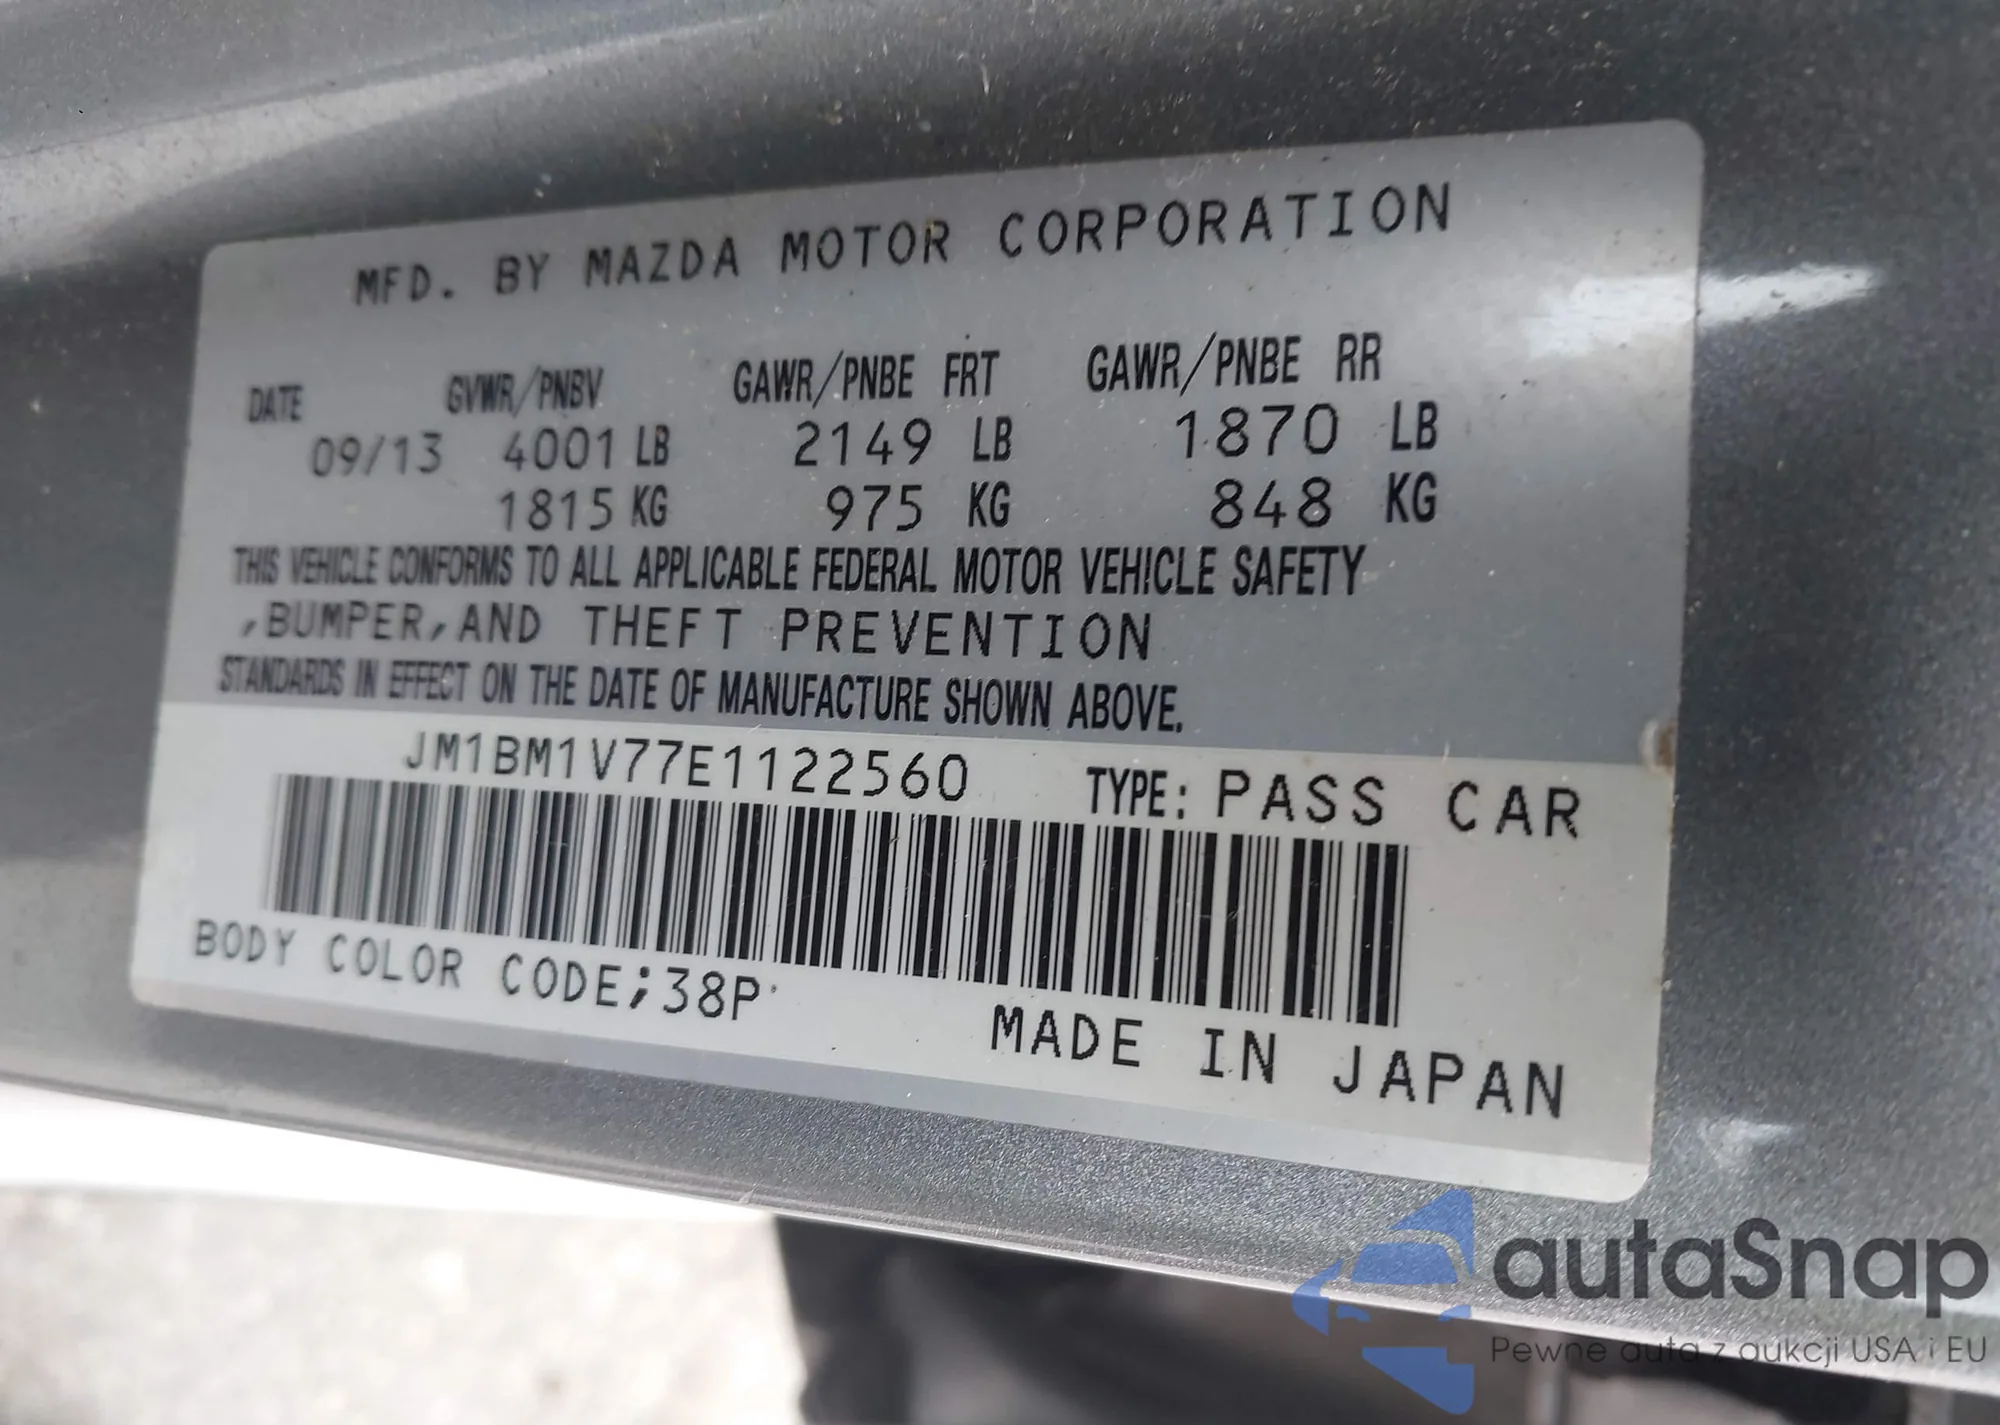 MFD. BY MAZDA MOTOR CORPORATION
DATE GVWR/PNBV GAWR/PNBE FRT GAWR/PNBE RR
09/13 4001 LB 2149 LB 1870 LB
1815 KG 975 KG 848 KG
THIS VEHICLE CONFORMS TO ALL APPLICABLE FEDERAL MOTOR VEHICLE SAFETY
,BUMPER,AND THEFT PREVENTION
STANDARDS IN EFFECT ON THE DATE OF MANUFACTURE SHOWN ABOVE.
JM1BM1V77E1122560 TYPE: PASS CAR
BODY COLOR CODE;38P
MADE IN JAPAN
autaSnap
Pewne auta z aukcji USA i EU